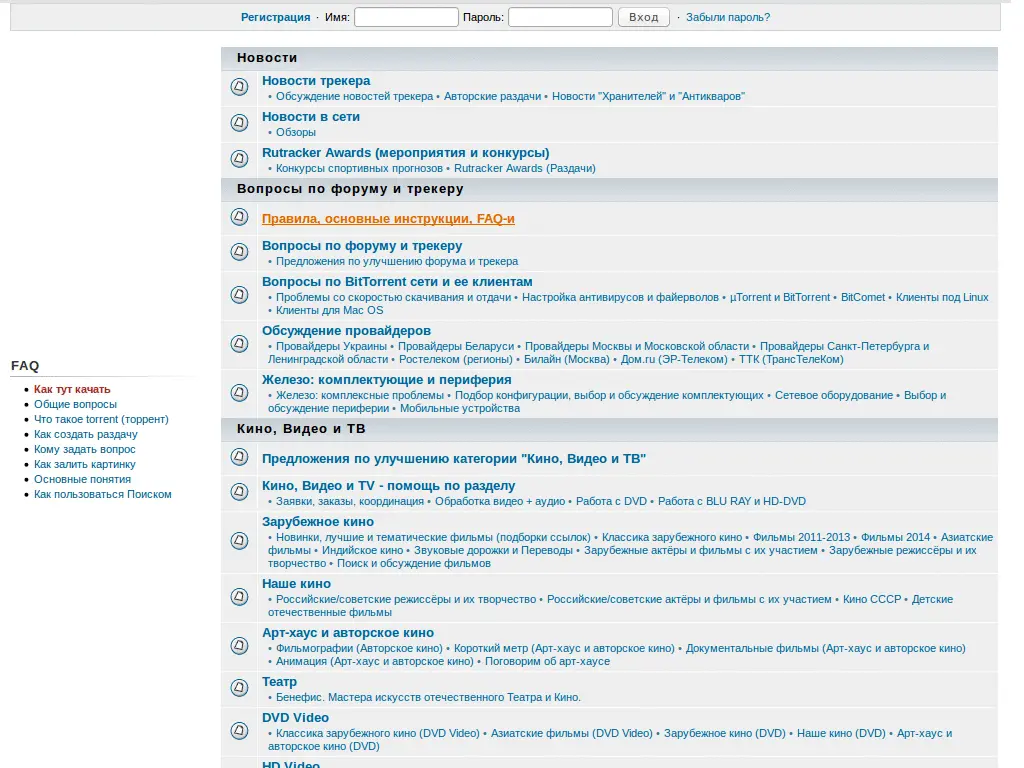 Регистрация · Имя: Пароль: Вход · Забыли пароль?
Новости
Новости трекера
• Обсуждение новостей трекера • Авторские раздачи • Новости "Хранителей" и "Антикваров"
Новости в сети
• Обзоры
Rutracker Awards (мероприятия и конкурсы)
• Конкурсы спортивных прогнозов • Rutracker Awards (Раздачи)
Вопросы по форуму и трекеру
Правила, основные инструкции, FAQ-и
Вопросы по форуму и трекеру
• Предложения по улучшению форума и трекера
Вопросы по BitTorrent сети и ее клиентам
• Проблемы со скоростью скачивания и отдачи • Настройка антивирусов и файерволов • µTorrent и BitTorrent • BitComet • Клиенты под Linux
• Клиенты для Mac OS
Обсуждение провайдеров
• Провайдеры Украины • Провайдеры Беларуси • Провайдеры Москвы и Московской области • Провайдеры Санкт-Петербурга и
Ленинградской области • Ростелеком (регионы) • Билайн (Москва) • Дом.ru (ЭР-Телеком) • ТТК (ТрансТелеКом)
Железо: комплектующие и периферия
• Железо: комплексные проблемы • Подбор конфигурации, выбор и обсуждение комплектующих • Сетевое оборудование • Выбор и
обсуждение периферии • Мобильные устройства
FAQ
• Как тут качать
• Общие вопросы
• Что такое torrent (торрент)
• Как создать раздачу
• Кому задать вопрос
• Как залить картинку
• Основные понятия
• Как пользоваться Поиском
Кино, Видео и ТВ
Предложения по улучшению категории "Кино, Видео и ТВ"
Кино, Видео и TV - помощь по разделу
• Заявки, заказы, координация • Обработка видео + аудио • Работа с DVD • Работа с BLU RAY и HD-DVD
Зарубежное кино
• Новинки, лучшие и тематические фильмы (подборки ссылок) • Классика зарубежного кино • Фильмы 2011-2013 • Фильмы 2014 • Азиатские
фильмы • Индийское кино • Звуковые дорожки и Переводы • Зарубежные актёры и фильмы с их участием • Зарубежные режиссёры и их
творчество • Поиск и обсуждение фильмов
Наше кино
• Российские/советские режиссёры и их творчество • Российские/советские актёры и фильмы с их участием • Кино СССР • Детские
отечественные фильмы
Арт-хаус и авторское кино
• Фильмографии (Авторское кино) • Короткий метр (Арт-хаус и авторское кино) • Документальные фильмы (Арт-хаус и авторское кино)
• Анимация (Арт-хаус и авторское кино) • Поговорим об арт-хаусе
Театр
• Бенефис. Мастера искусств отечественного Театра и Кино.
DVD Video
• Классика зарубежного кино (DVD Video) • Азиатские фильмы (DVD Video) • Зарубежное кино (DVD) • Наше кино (DVD) • Арт-хаус и
авторское кино (DVD)
HD Video